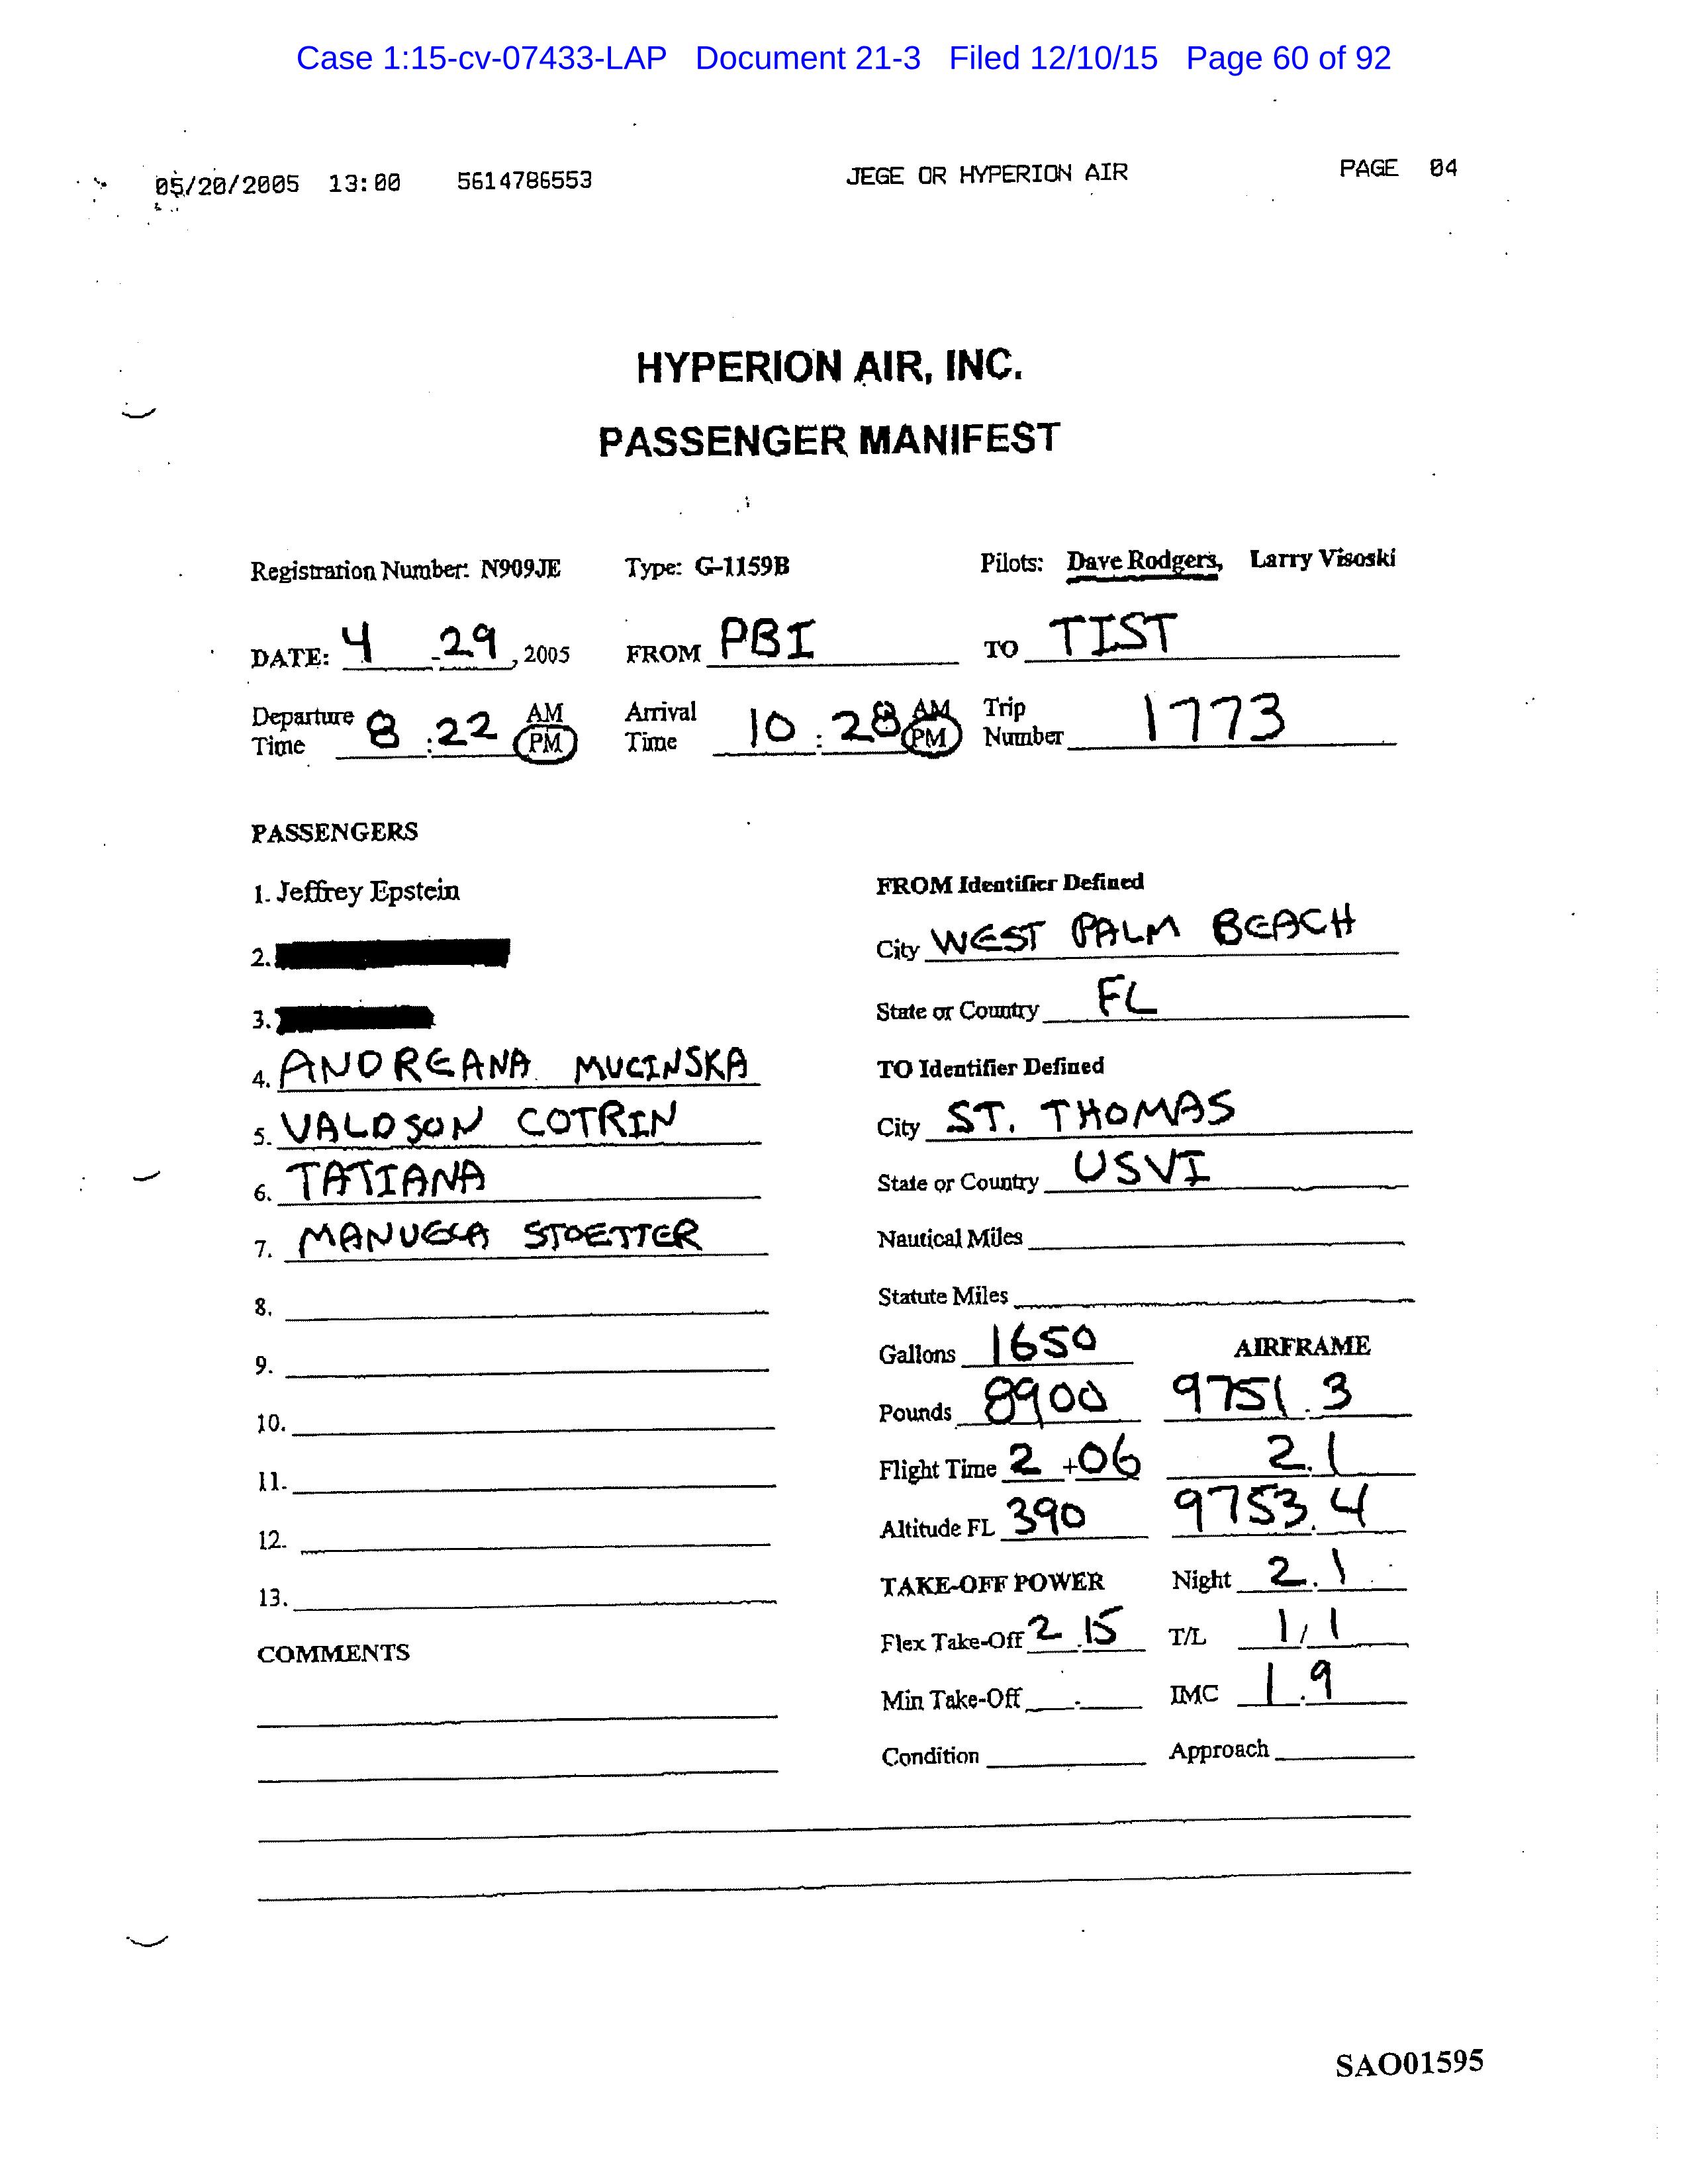 Case 1:15-cv-07433-LAP Document 21-3 Filed 12/10/15 Page 60 of 92
05/20/2005 13:00 5614786553 JEGE OR HYPERION AIR PAGE 04
HYPERION AIR, INC.
PASSENGER MANIFEST
Registration Number: N909JE Type: G-1159B Pilots: Dave Rodgers, Larry Visoski
DATE: 4 - 29, 2005 FROM PBI TO TIST
Departure Time 8:22 AM PM Arrival Time 10:28 AM PM Trip Number 1773
PASSENGERS
1. Jeffrey Epstein
2.
3.
4. ANDREANA MUCINSKA
5. VALDSON COTRIN
6. TATIANA
7. MANUELA STOETTER
8.
9.
10.
11.
12.
13.
COMMENTS
FROM Identifier Defined
City WEST PALM BEACH
State or Country FL
TO Identifier Defined
City ST. THOMAS
State or Country USVI
Nautical Miles
Statute Miles
Gallons 1650 AIRFRAME
Pounds 8900 9751.3
Flight Time 2 +06 2.1
Altitude FL 390 9753.4
TAKE-OFF POWER Night 2.1
Flex Take-Off 2.15 T/L 1/1
Min Take-Off . IMC 1.9
Condition Approach
SAO01595